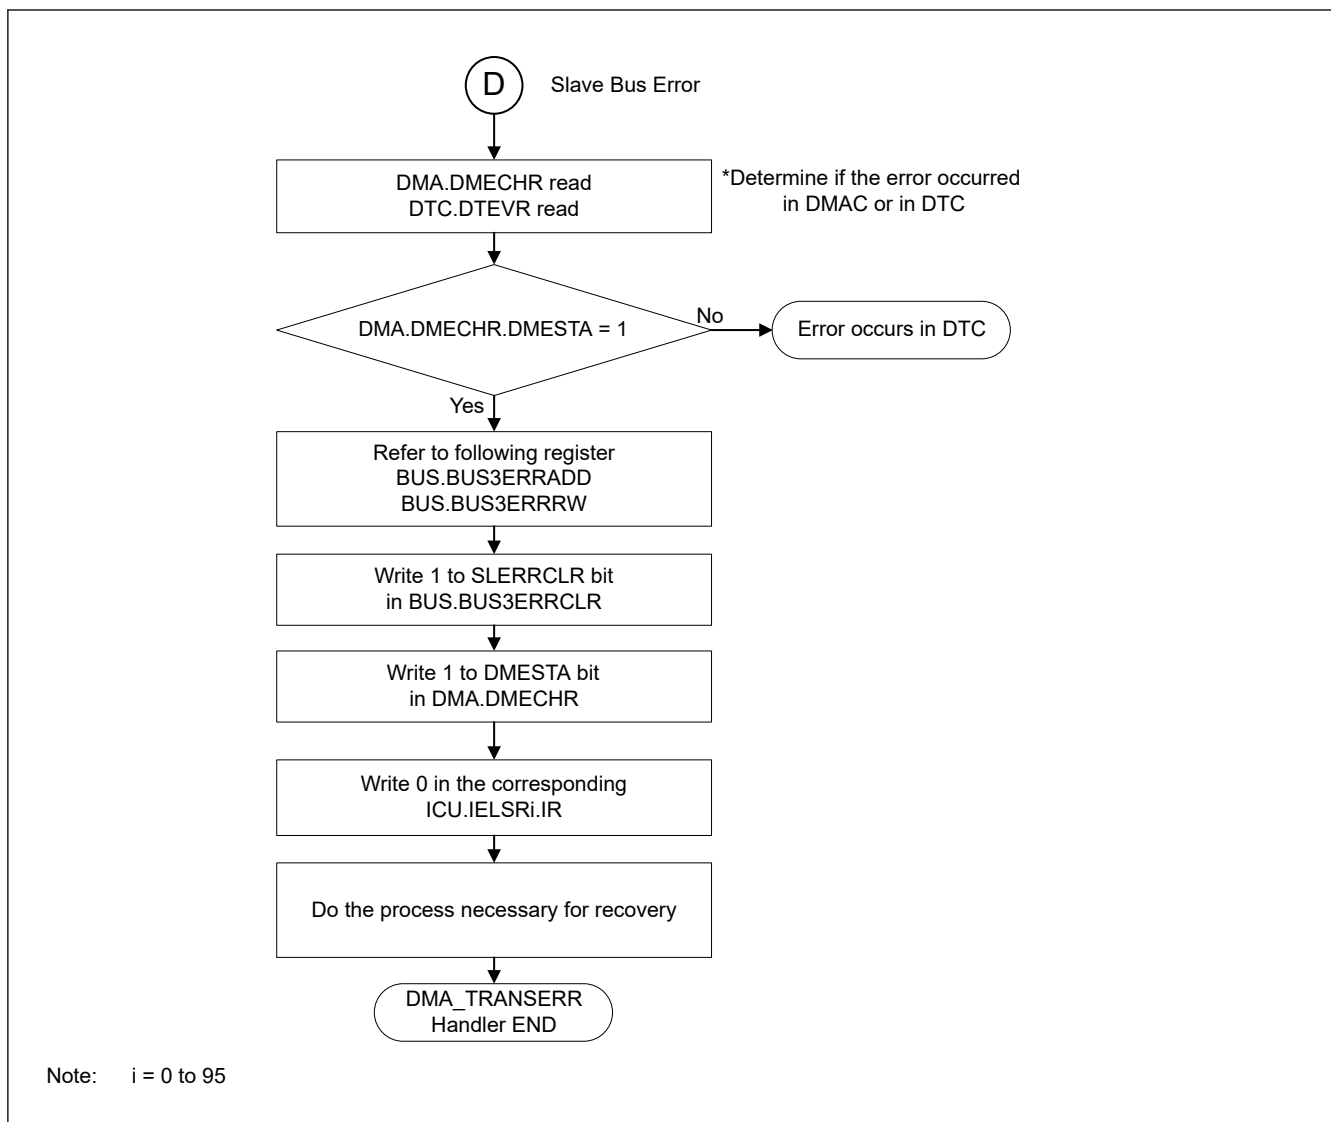 D
Slave Bus Error
DMA.DMECHR read
DTC.DTEVR read
*Determine if the error occurred
in DMAC or in DTC
DMA.DMECHR.DMESTA = 1
No
Error occurs in DTC
Yes
Refer to following register
BUS.BUS3ERRADD
BUS.BUS3ERRRW
Write 1 to SLERRCLR bit
in BUS.BUS3ERRCLR
Write 1 to DMESTA bit
in DMA.DMECHR
Write 0 in the corresponding
ICU.IELSRi.IR
Do the process necessary for recovery
DMA_TRANSERR
Handler END
Note: i = 0 to 95